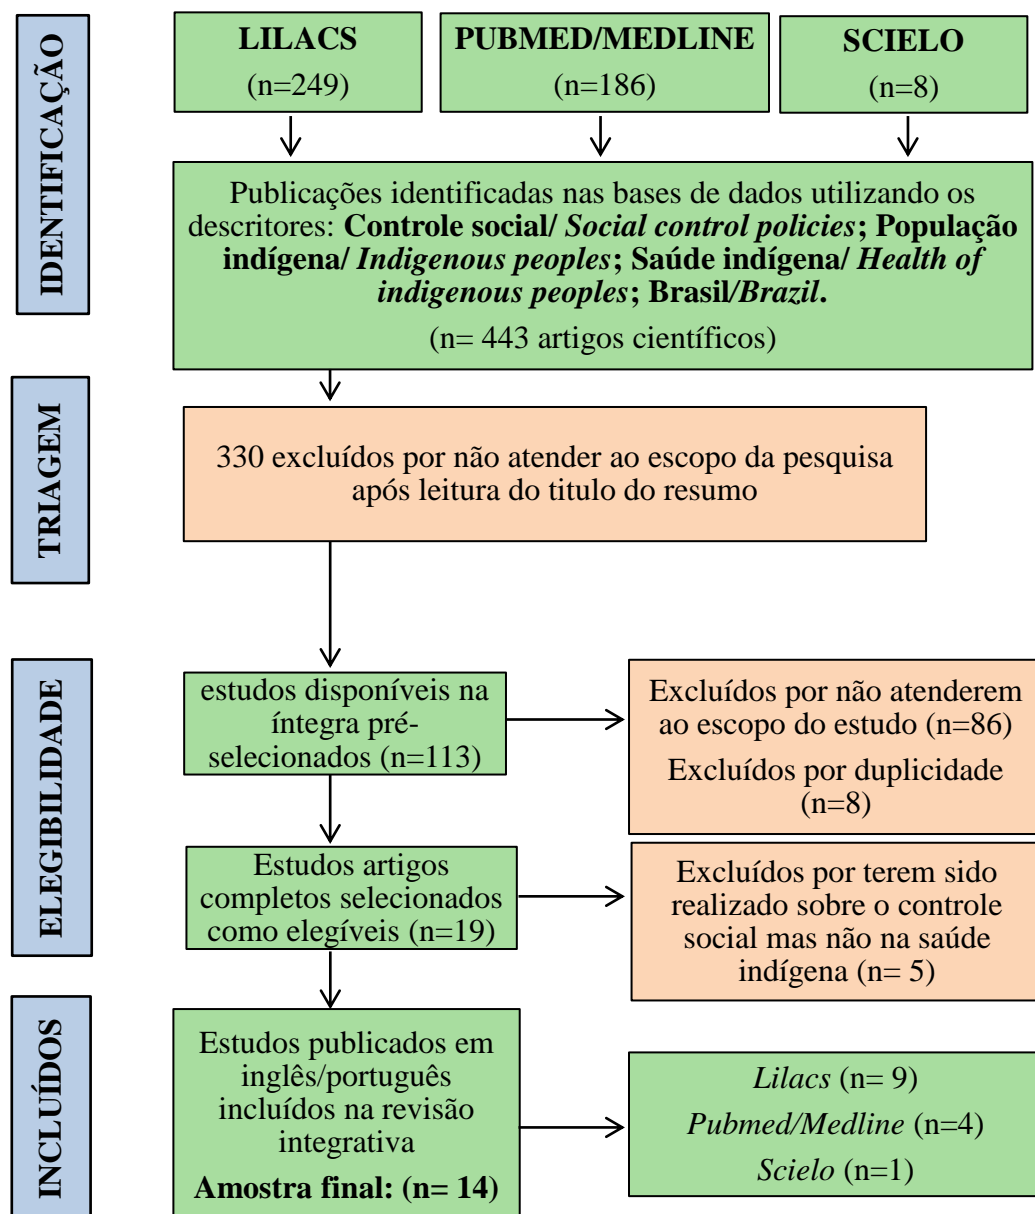 IDENTIFICAÇÃO
LILACS
(n=249)
PUBMED/MEDLINE
(n=186)
SCIELO
(n=8)
Publicações identificadas nas bases de dados utilizando os
descritores: Controle social/ Social control policies; População
indígena/ Indigenous peoples; Saúde indígena/ Health of
indigenous peoples; Brasil/Brazil.
(n= 443 artigos científicos)
TRIAGEM
330 excluídos por não atender ao escopo da pesquisa
após leitura do titulo do resumo
ELEGIBILIDADE
estudos disponíveis na
íntegra pré-
selecionados (n=113)
Excluídos por não atenderem
ao escopo do estudo (n=86)
Excluídos por duplicidade
(n=8)
Estudos artigos
completos selecionados
como elegíveis (n=19)
Excluídos por terem sido
realizado sobre o controle
social mas não na saúde
indígena (n= 5)
INCLUÍDOS
Estudos publicados em
inglês/português
incluídos na revisão
integrativa
Amostra final: (n= 14)
Lilacs (n= 9)
Pubmed/Medline (n=4)
Scielo (n=1)